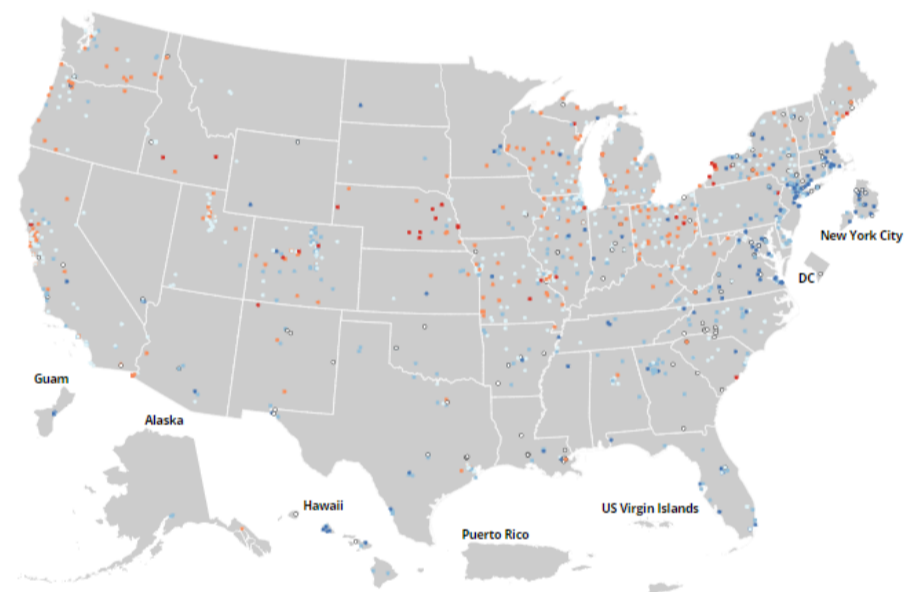 New York City
DC
Guam
Alaska
Hawaii
US Virgin Islands
Puerto Rico